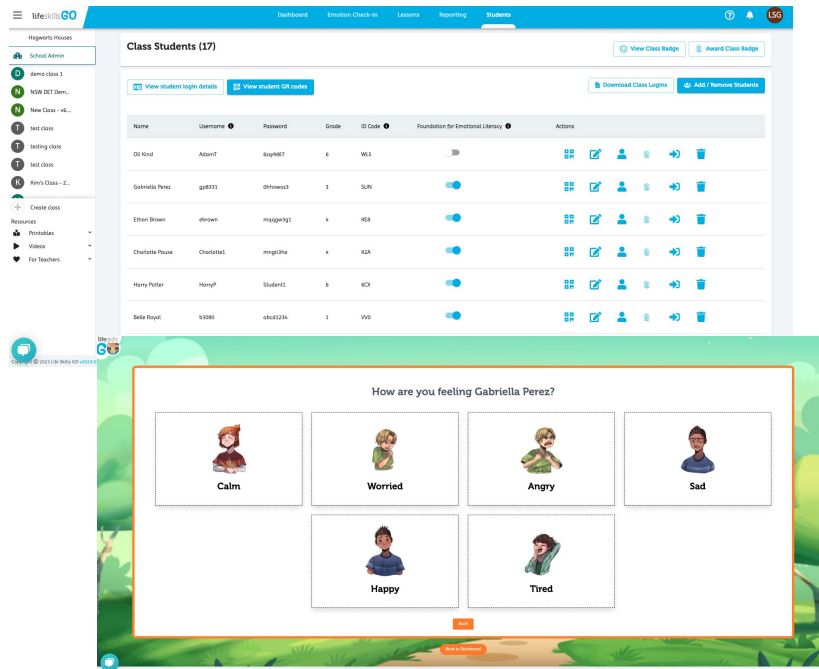 lifeskillsGO
Dashboard Emotion Check-in Lessons Reporting Students
LSG
Hogwarts Houses
School Admin
D demo class 1
N NSW DET Dem...
N New Class - v6....
T test class
T testing class
T test class
K Kim's Class - 2...
Create class
Resources
Printables
Videos
For Teachers
Class Students (17)
View Class Badge Award Class Badge
View student login details View student QR codes Download Class Logins Add / Remove Students
Name Username Password Grade ID Code Foundation for Emotional Literacy Actions
Oli Kind AdamT 6 WLS
Gabriella Perez gp8331 0hhowos3 3 SUN
Ethan Brown ebrown mqqgw3g1 4 KE8
Charlotte Pause Charlotte1 mngti3he 4 K2A
Harry Potter HarryP Student1 6 6CX
Belle Royal b3090 abcd1234 1 VV0
Copyright © 2023 Life Skills GO v2023.0
lifeskills
G
How are you feeling Gabriella Perez?
Calm Worried Angry Sad
Happy Tired
Back
Back to Dashboard